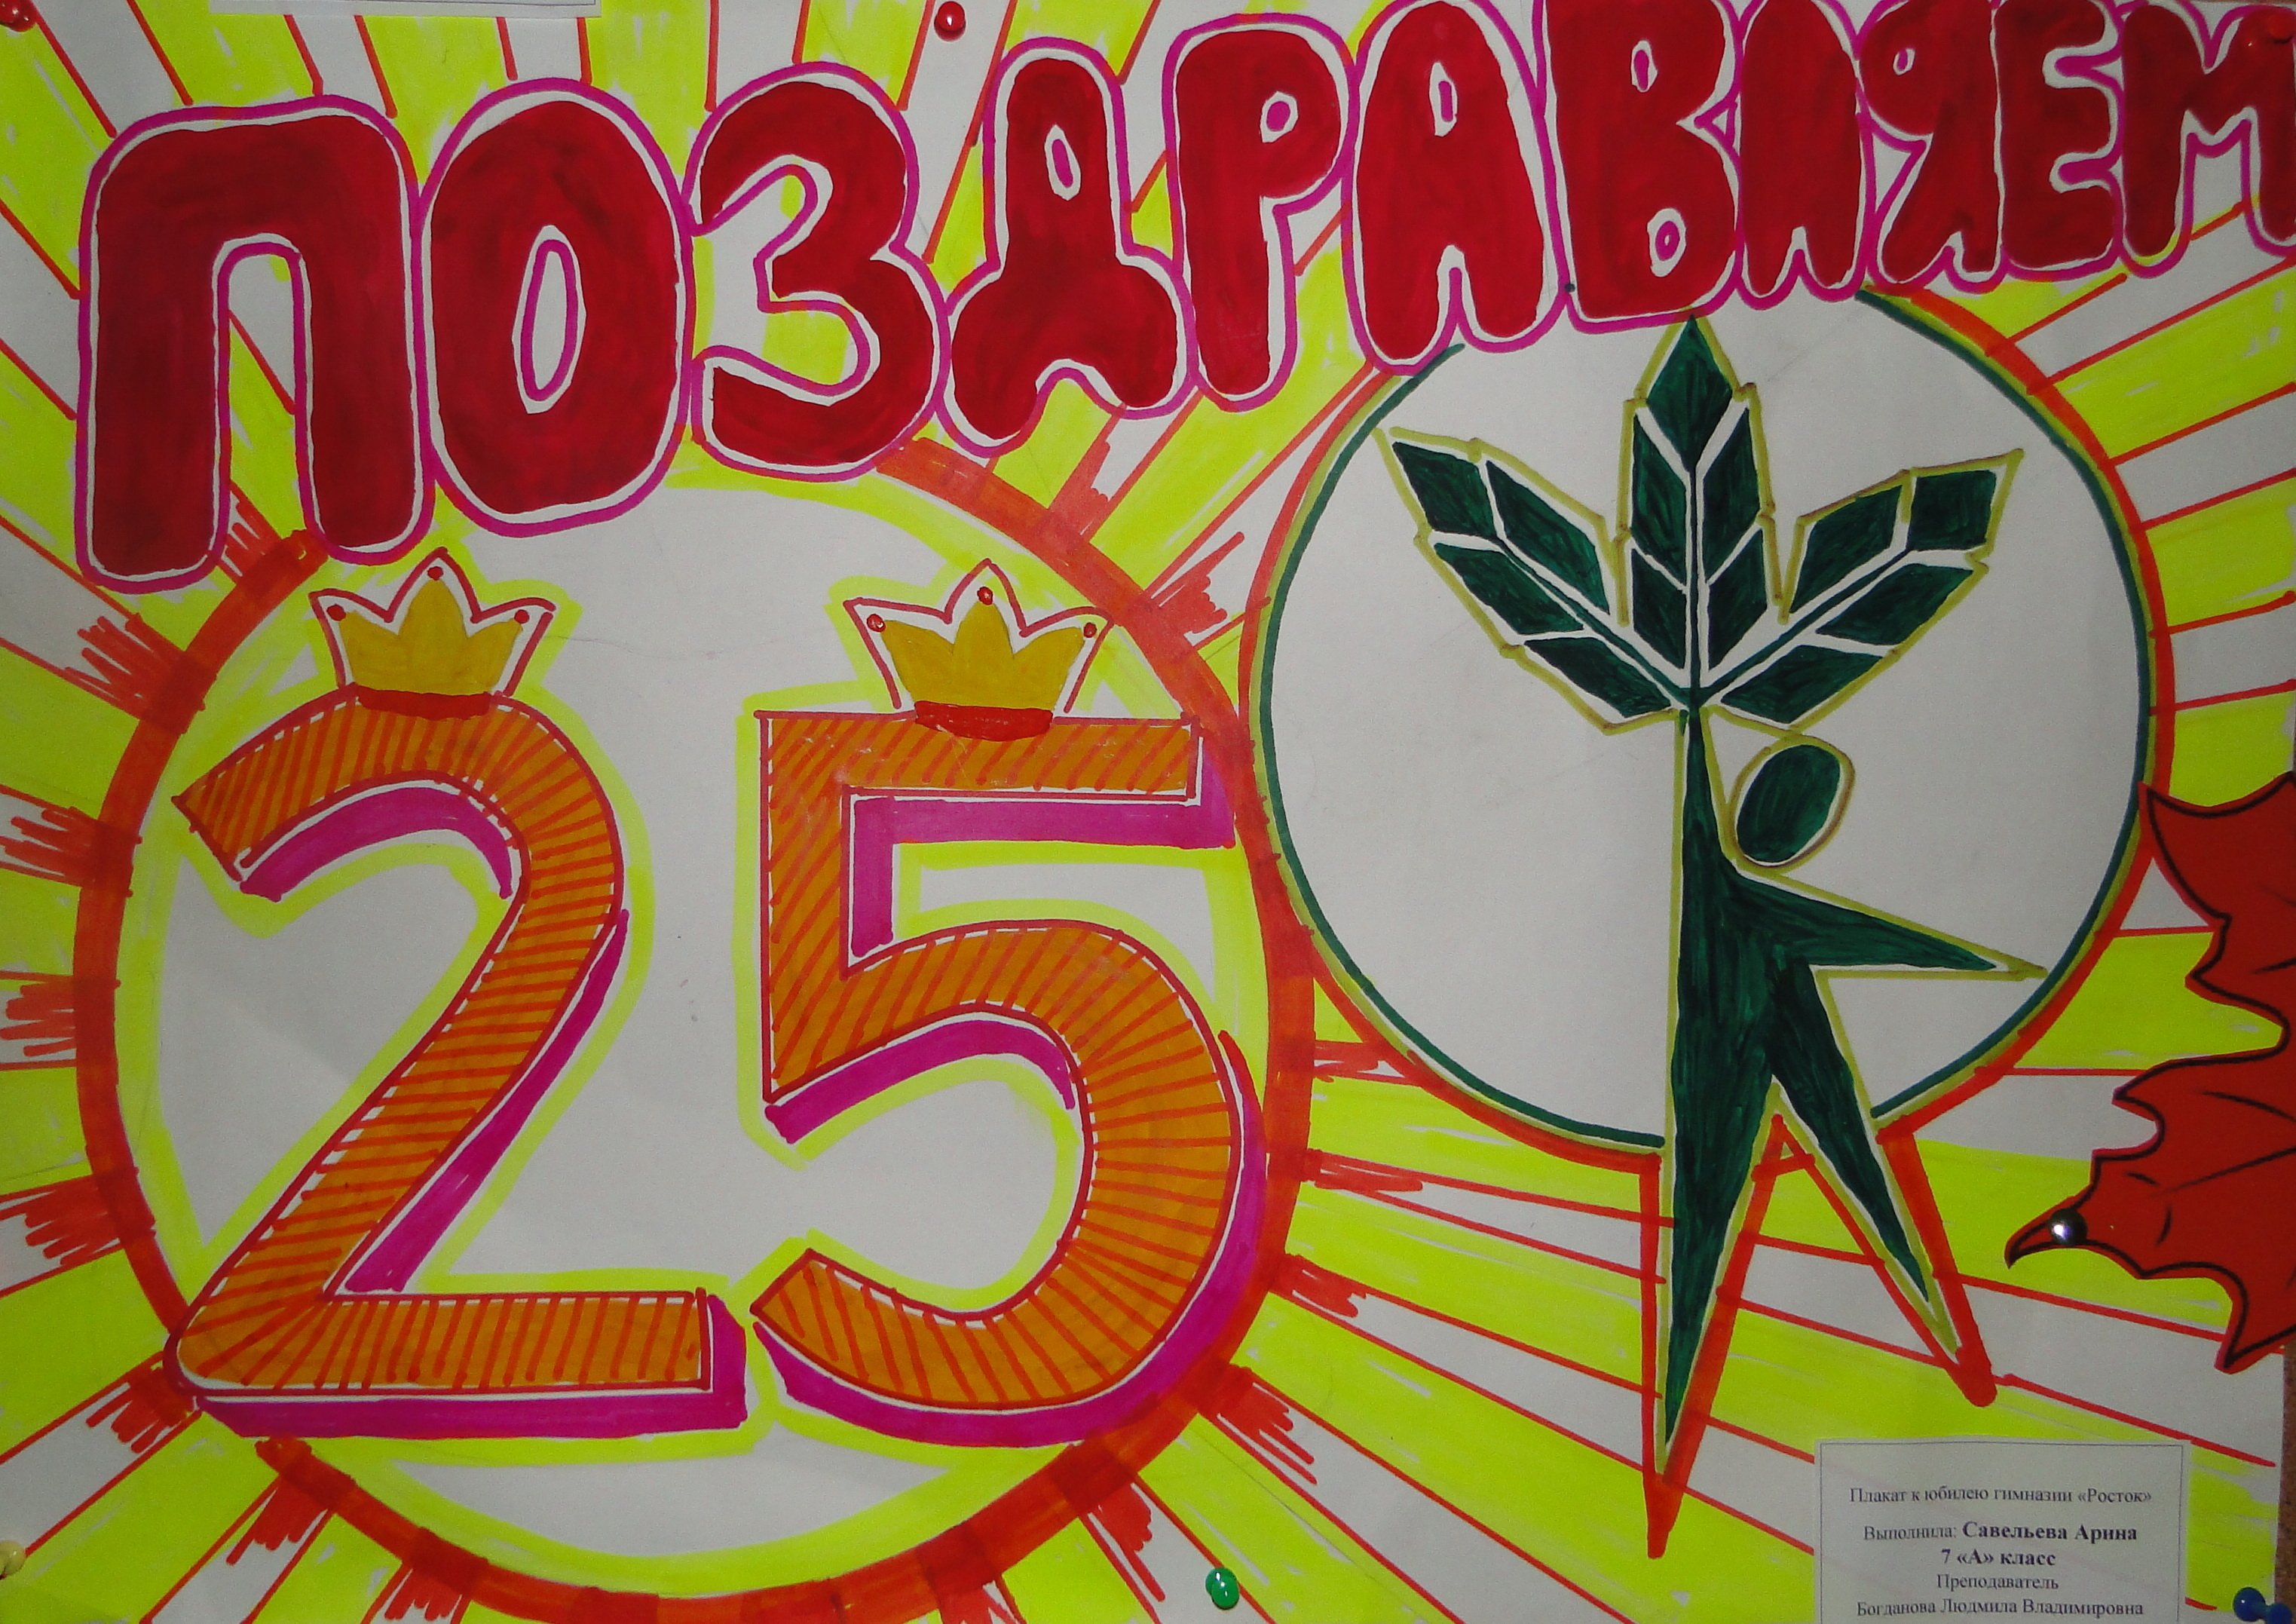 ПОЗДРАВЛЯЕМ
25
Плакат к юбилею гимназии «Росток»
Выполнила: Савельева Арина
7 «А» класс
Преподаватель
Богданова Людмила Владимировна